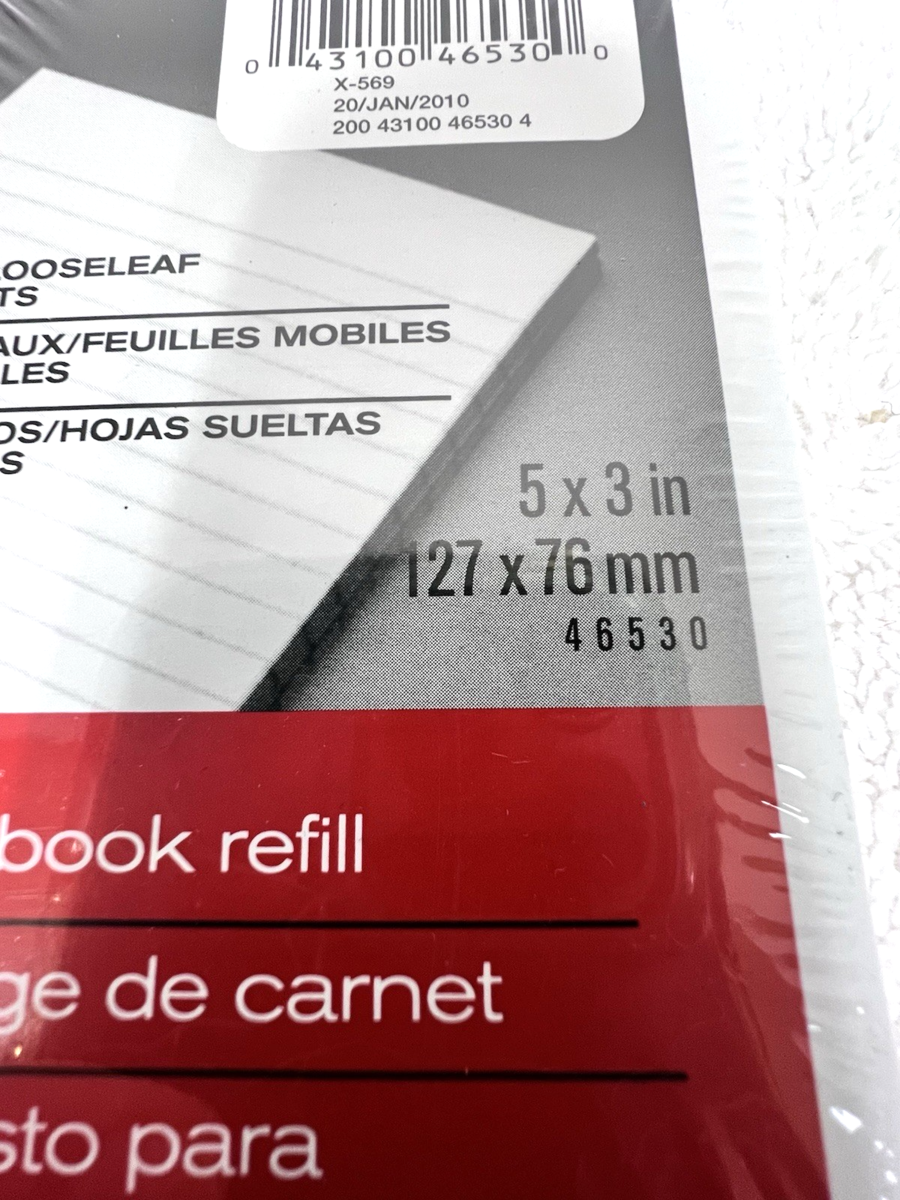 0 43100 46530 0
X-569
20/JAN/2010
200 43100 46530 4
OOSELEAF
TS
AUX/FEUILLES MOBILES
LES
OS/HOJAS SUELTAS
S
5 x 3 in
127 x 76 mm
46530
book refill
ge de carnet
sto para